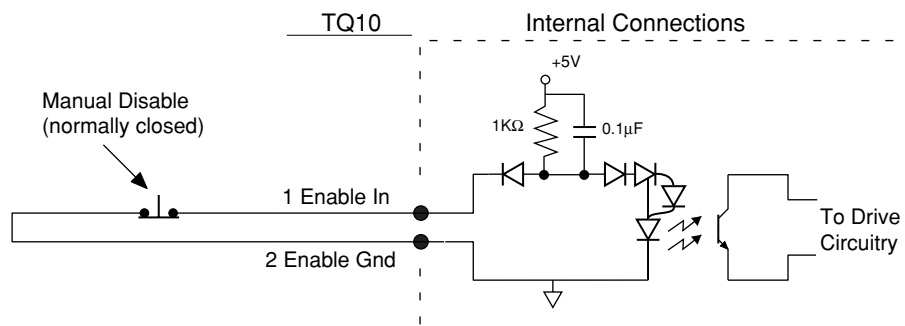 TQ10
Internal Connections
+5V
Manual Disable
(normally closed)
1KΩ
0.1µF
1 Enable In
2 Enable Gnd
To Drive
Circuitry